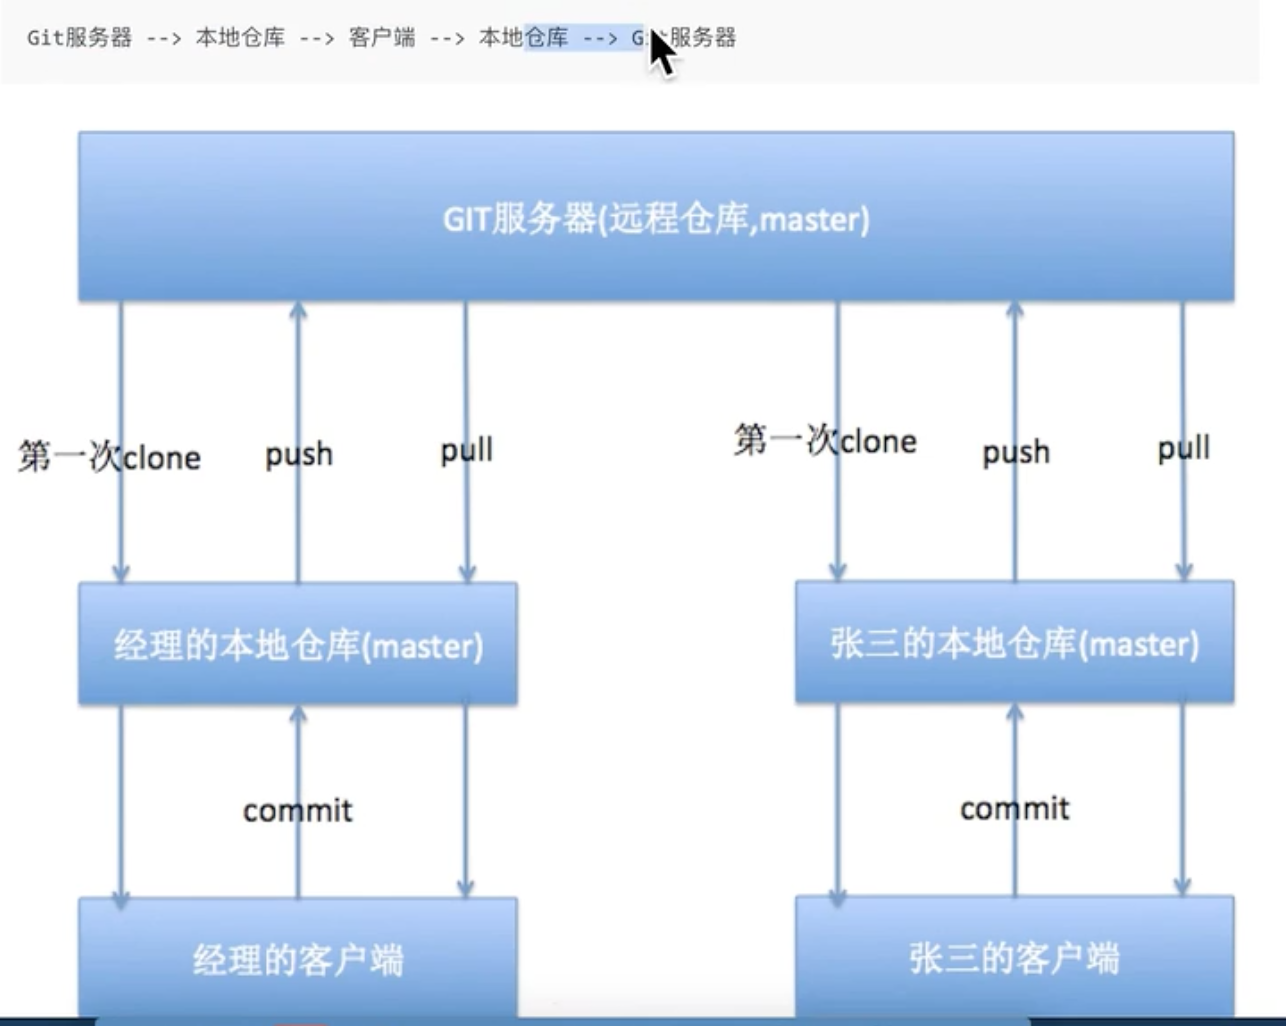 Git服务器 --> 本地仓库 --> 客户端 --> 本地仓库 --> Git服务器
GIT服务器(远程仓库,master)
第一次clone push pull 第一次clone push pull
经理的本地仓库(master) 张三的本地仓库(master)
commit commit
经理的客户端 张三的客户端